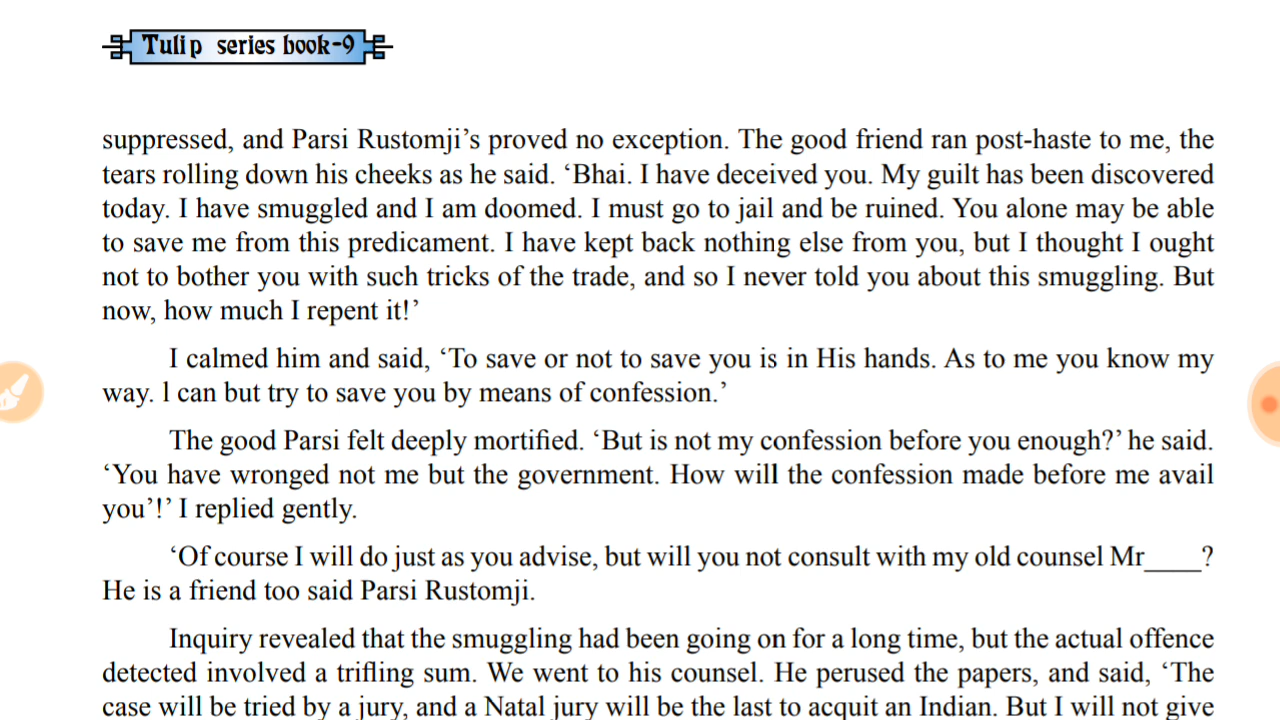 Tulip series book-9
suppressed, and Parsi Rustomji’s proved no exception. The good friend ran post-haste to me, the
tears rolling down his cheeks as he said. ‘Bhai. I have deceived you. My guilt has been discovered
today. I have smuggled and I am doomed. I must go to jail and be ruined. You alone may be able
to save me from this predicament. I have kept back nothing else from you, but I thought I ought
not to bother you with such tricks of the trade, and so I never told you about this smuggling. But
now, how much I repent it!’
I calmed him and said, ‘To save or not to save you is in His hands. As to me you know my
way. l can but try to save you by means of confession.’
The good Parsi felt deeply mortified. ‘But is not my confession before you enough?’ he said.
‘You have wronged not me but the government. How will the confession made before me avail
you’!’ I replied gently.
‘Of course I will do just as you advise, but will you not consult with my old counsel Mr____?
He is a friend too said Parsi Rustomji.
Inquiry revealed that the smuggling had been going on for a long time, but the actual offence
detected involved a trifling sum. We went to his counsel. He perused the papers, and said, ‘The
case will be tried by a jury, and a Natal jury will be the last to acquit an Indian. But I will not give